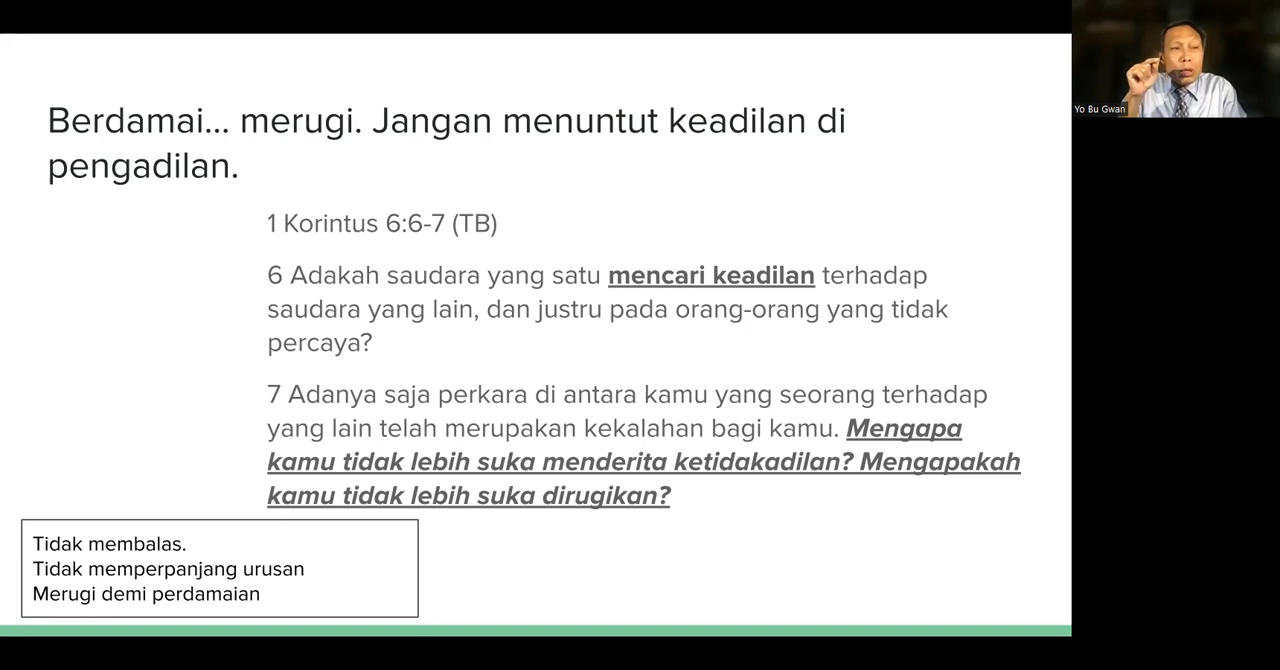 Berdamai... merugi. Jangan menuntut keadilan di
pengadilan.
1 Korintus 6:6-7 (TB)
6 Adakah saudara yang satu mencari keadilan terhadap
saudara yang lain, dan justru pada orang-orang yang tidak
percaya?
7 Adanya saja perkara di antara kamu yang seorang terhadap
yang lain telah merupakan kekalahan bagi kamu. Mengapa
kamu tidak lebih suka menderita ketidakadilan? Mengapakah
kamu tidak lebih suka dirugikan?
Tidak membalas.
Tidak memperpanjang urusan
Merugi demi perdamaian
Yo Bu Gwan